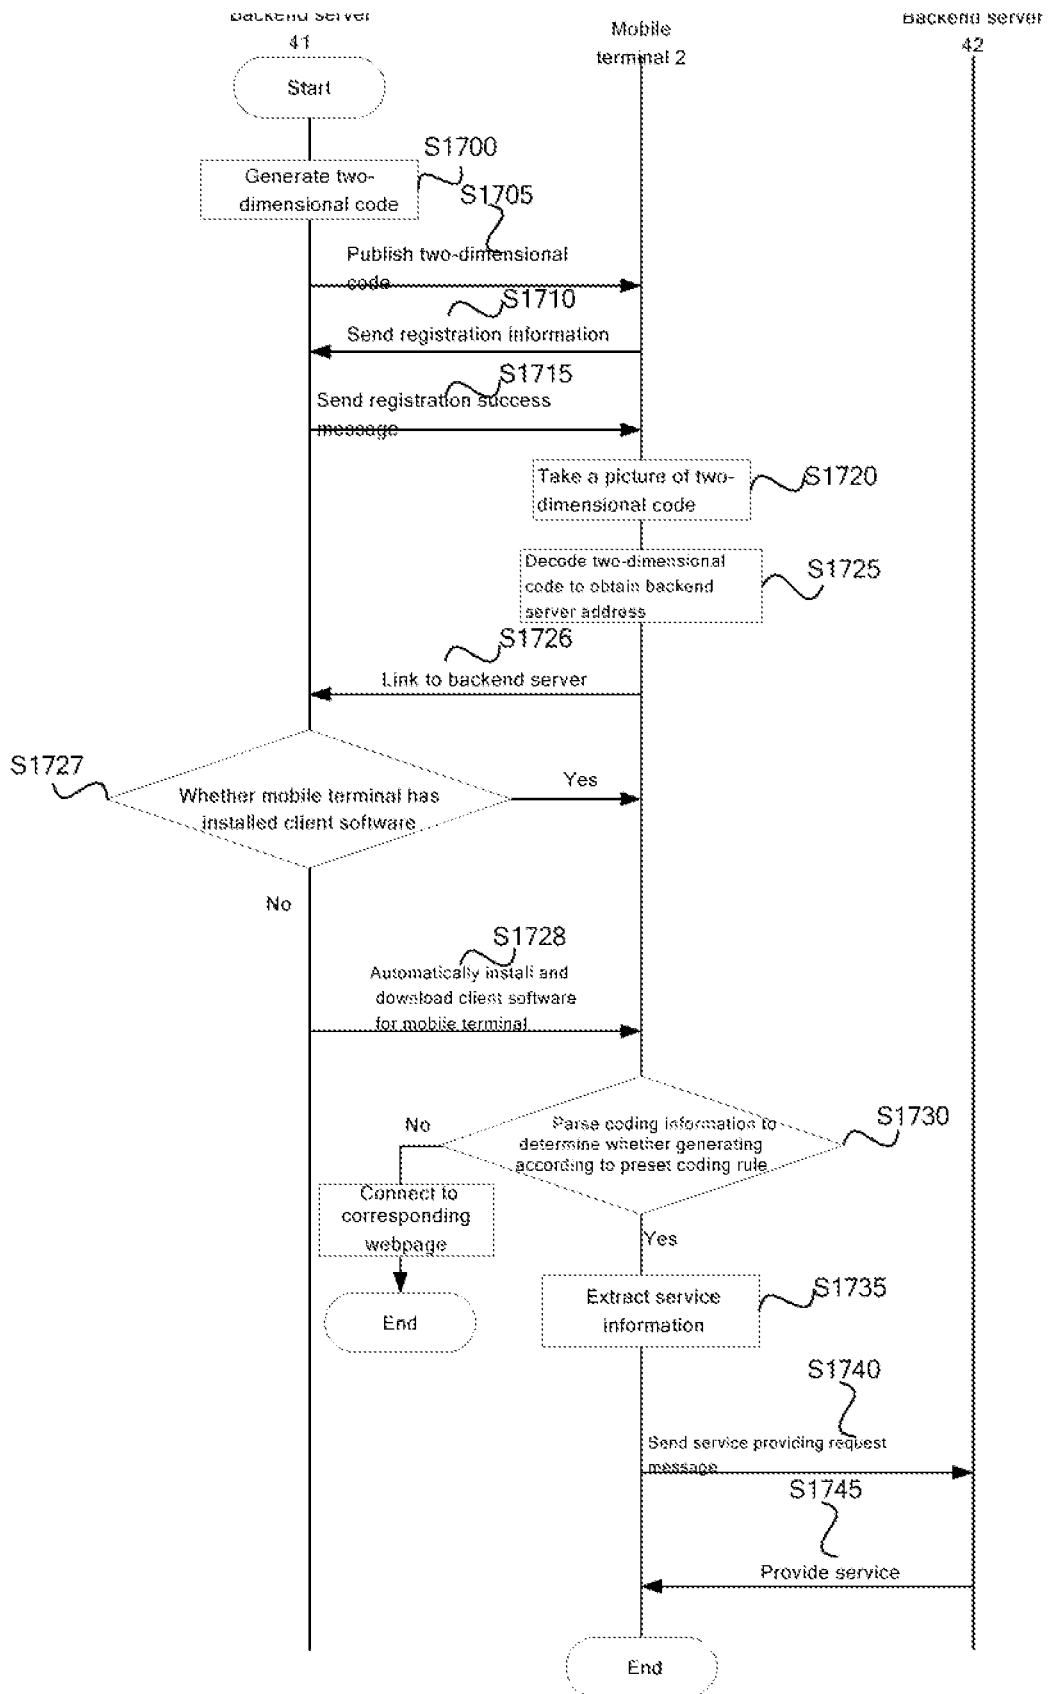 Backend server
41
Mobile
terminal 2
Backend server
42
Start
S1700
Generate two-
dimensional code
S1705
Publish two-dimensional
code
S1710
Send registration information
S1715
Send registration success
message
Take a picture of two-
dimensional code
S1720
Decode two-dimensional
code to obtain backend
server address
S1725
S1726
Link to backend server
S1727
Whether mobile terminal has
installed client software
Yes
No
S1728
Automatically install and
download client software
for mobile terminal
No
Parse coding information to
determine whether generating
according to preset coding rule
S1730
Connect to
corresponding
webpage
Yes
End
Extract service
information
S1735
S1740
Send service providing request
message
S1745
Provide service
End